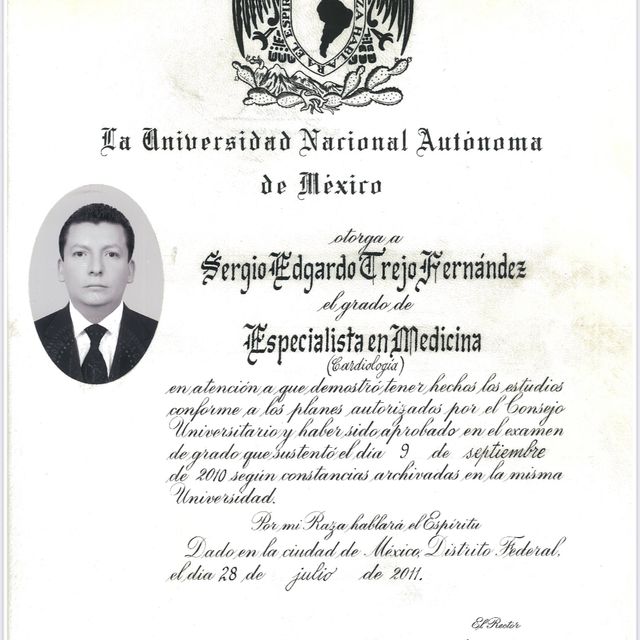 La Universidad Nacional Autónoma
de México
otorga a
Sergio Edgardo Trejo Fernández
el grado de
Especialista en Medicina
(Cardiología)
en atención a que demostró tener hechos los estudios
conforme a los planes autorizados por el Consejo
Universitario y haber sido aprobado en el examen
de grado que sustentó el día 9 de septiembre
de 2010 según constancias archivadas en la misma
Universidad.
Por mi Raza hablará el Espíritu
Dado en la ciudad de México, Distrito Federal,
el día 28 de julio de 2011.
El Rector